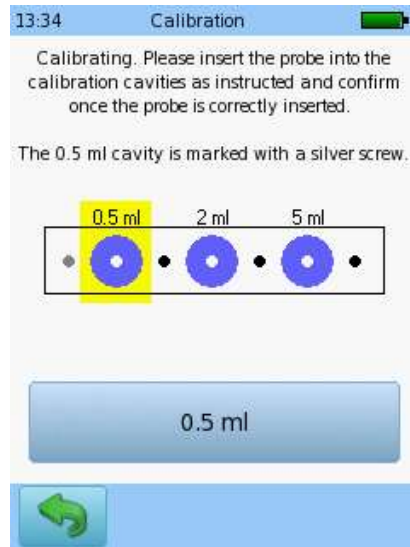 13:34 Calibration
Calibrating. Please insert the probe into the
calibration cavities as instructed and confirm
once the probe is correctly inserted.
The 0.5 ml cavity is marked with a silver screw.
0.5 ml 2 ml 5 ml
0.5 ml